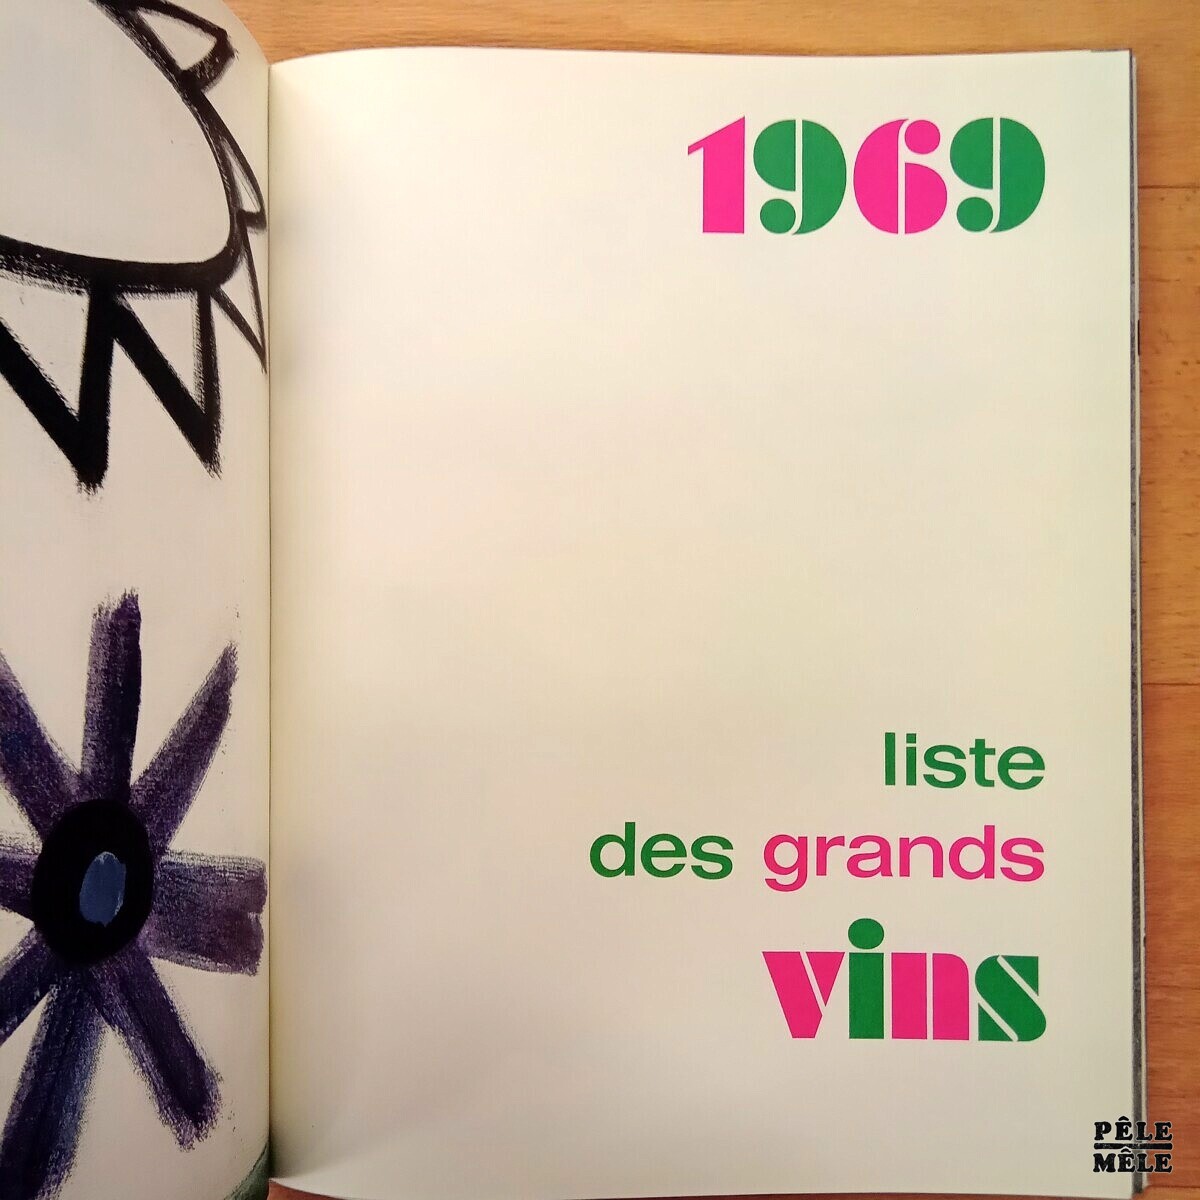 1969
liste
des grands
vins
PÊLE
MÊLE